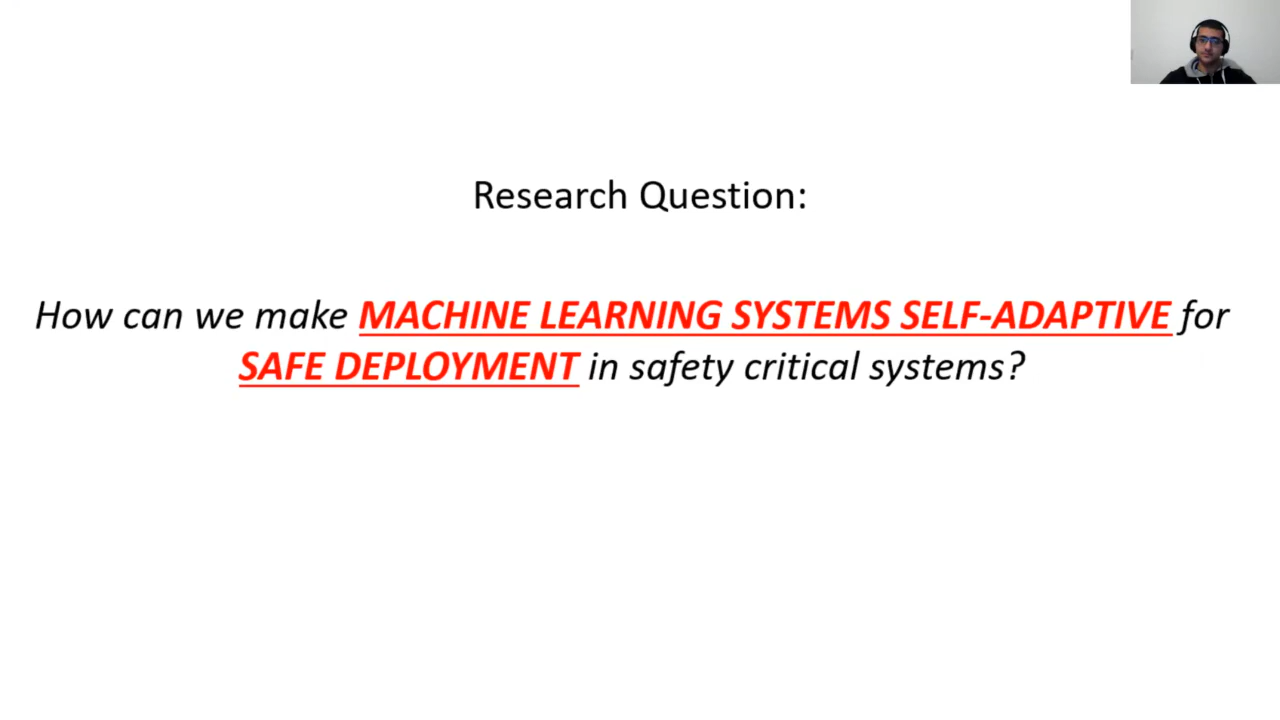 Research Question:
How can we make MACHINE LEARNING SYSTEMS SELF-ADAPTIVE for
SAFE DEPLOYMENT in safety critical systems?